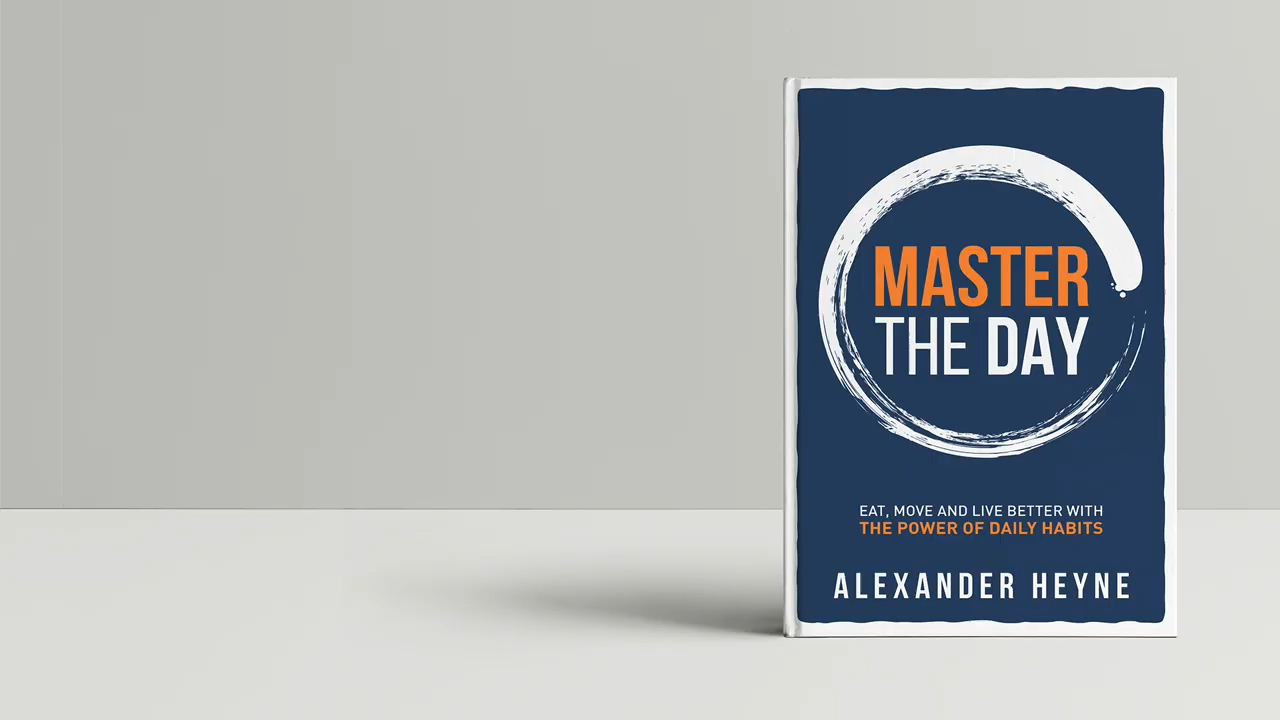 MASTER
THE DAY
EAT, MOVE AND LIVE BETTER WITH
THE POWER OF DAILY HABITS
ALEXANDER HEYNE